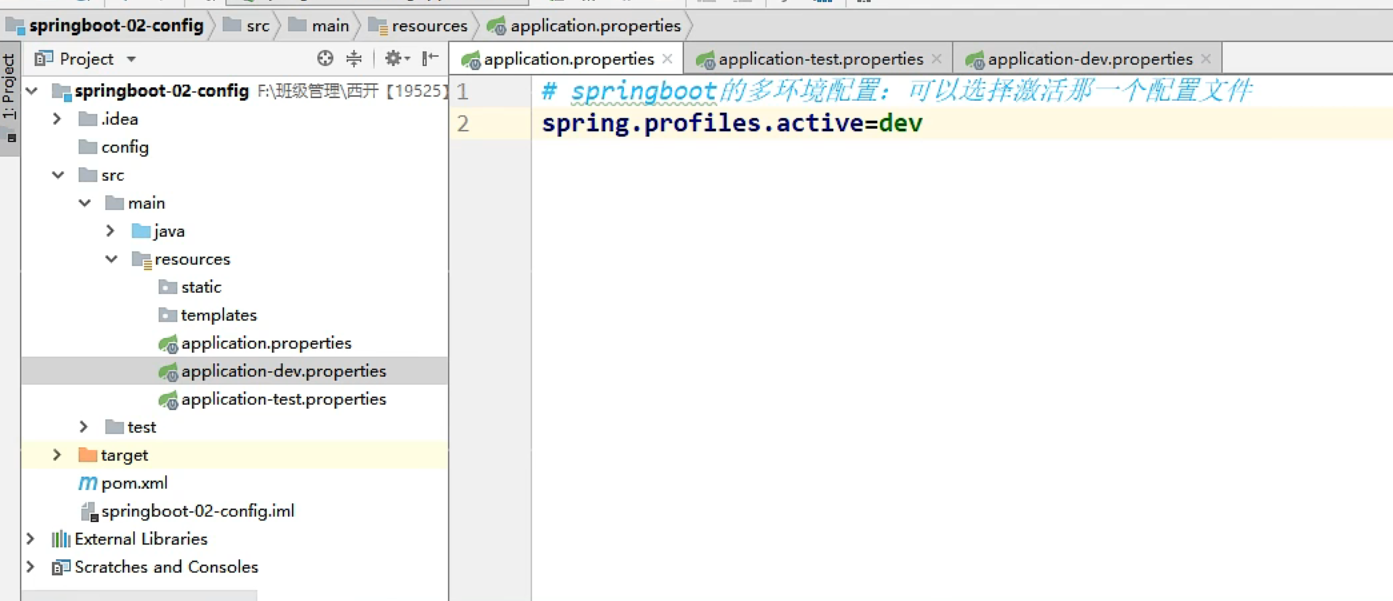 springboot-02-config src main resources application.properties
1: Project
Project
application.properties application-test.properties application-dev.properties
springboot-02-config F:\班级管理\西开【19525】
.idea
config
src
main
java
resources
static
templates
application.properties
application-dev.properties
application-test.properties
test
target
pom.xml
springboot-02-config.iml
External Libraries
Scratches and Consoles
1 # springboot的多环境配置：可以选择激活那一个配置文件
2 spring.profiles.active=dev